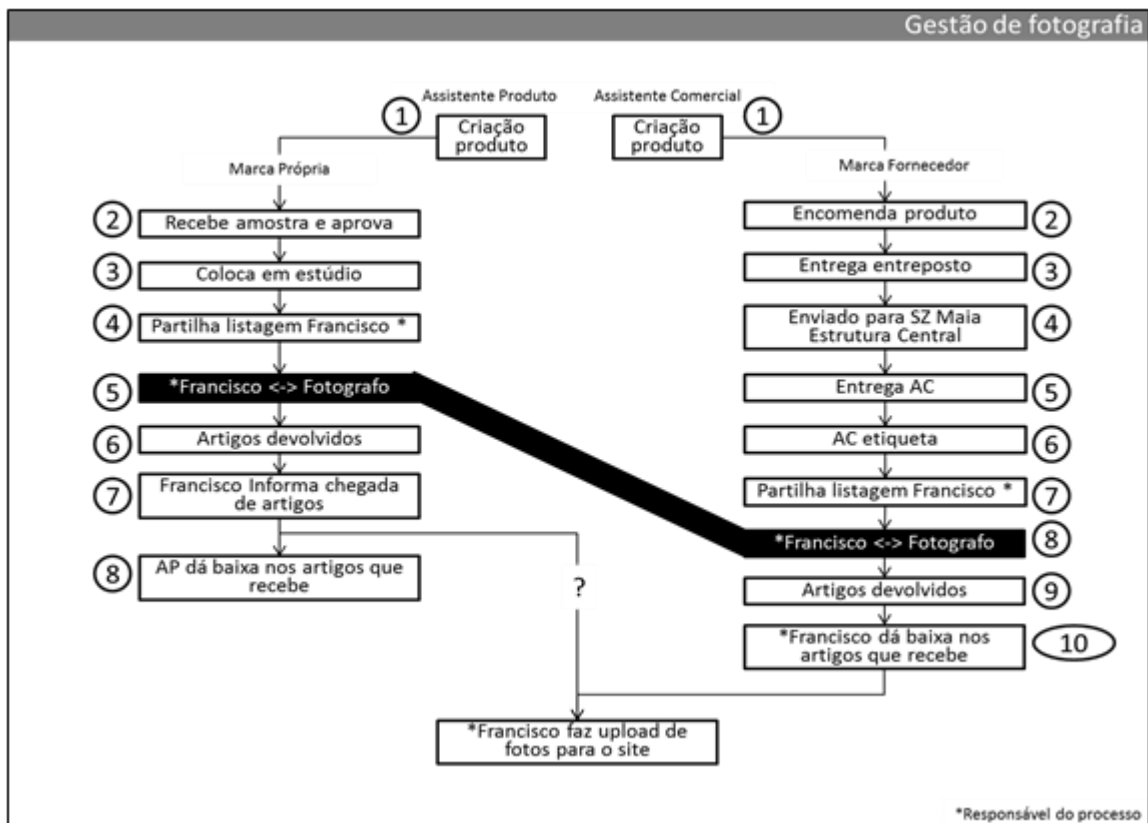 Gestão de fotografia
Assistente Produto
1
Criação
produto
Assistente Comercial
1
Criação
produto
Marca Própria
2
Recebe amostra e aprova
3
Coloca em estúdio
4
Partilha listagem Francisco *
5
*Francisco <-> Fotografo
6
Artigos devolvidos
7
Francisco Informa chegada
de artigos
8
AP dá baixa nos artigos que
recebe
?
Marca Fornecedor
Encomenda produto
2
Entrega entreposto
3
Enviado para SZ Maia
Estrutura Central
4
Entrega AC
5
AC etiqueta
6
Partilha listagem Francisco *
7
*Francisco <-> Fotografo
8
Artigos devolvidos
9
*Francisco dá baixa nos
artigos que recebe
10
*Francisco faz upload de
fotos para o site
*Responsável do processo